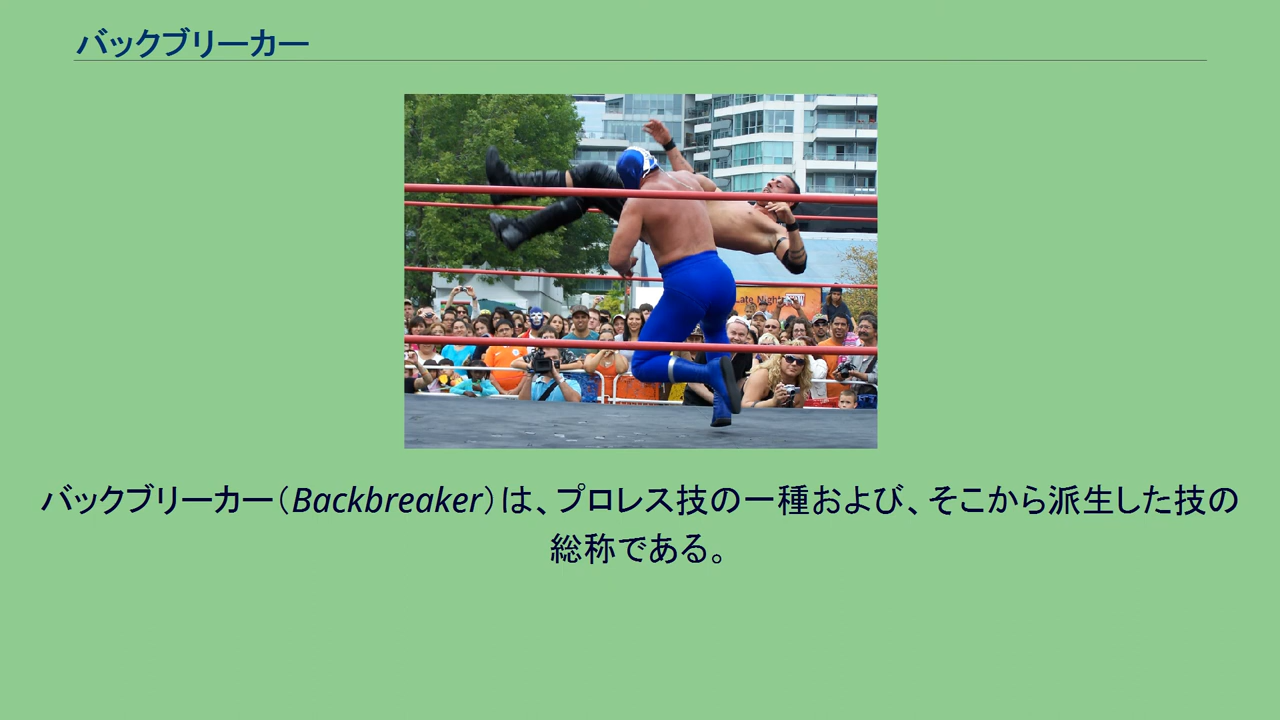 バックブリーカー
Late Night
バックブリーカー（Backbreaker）は、プロレス技の一種および、そこから派生した技の
総称である。